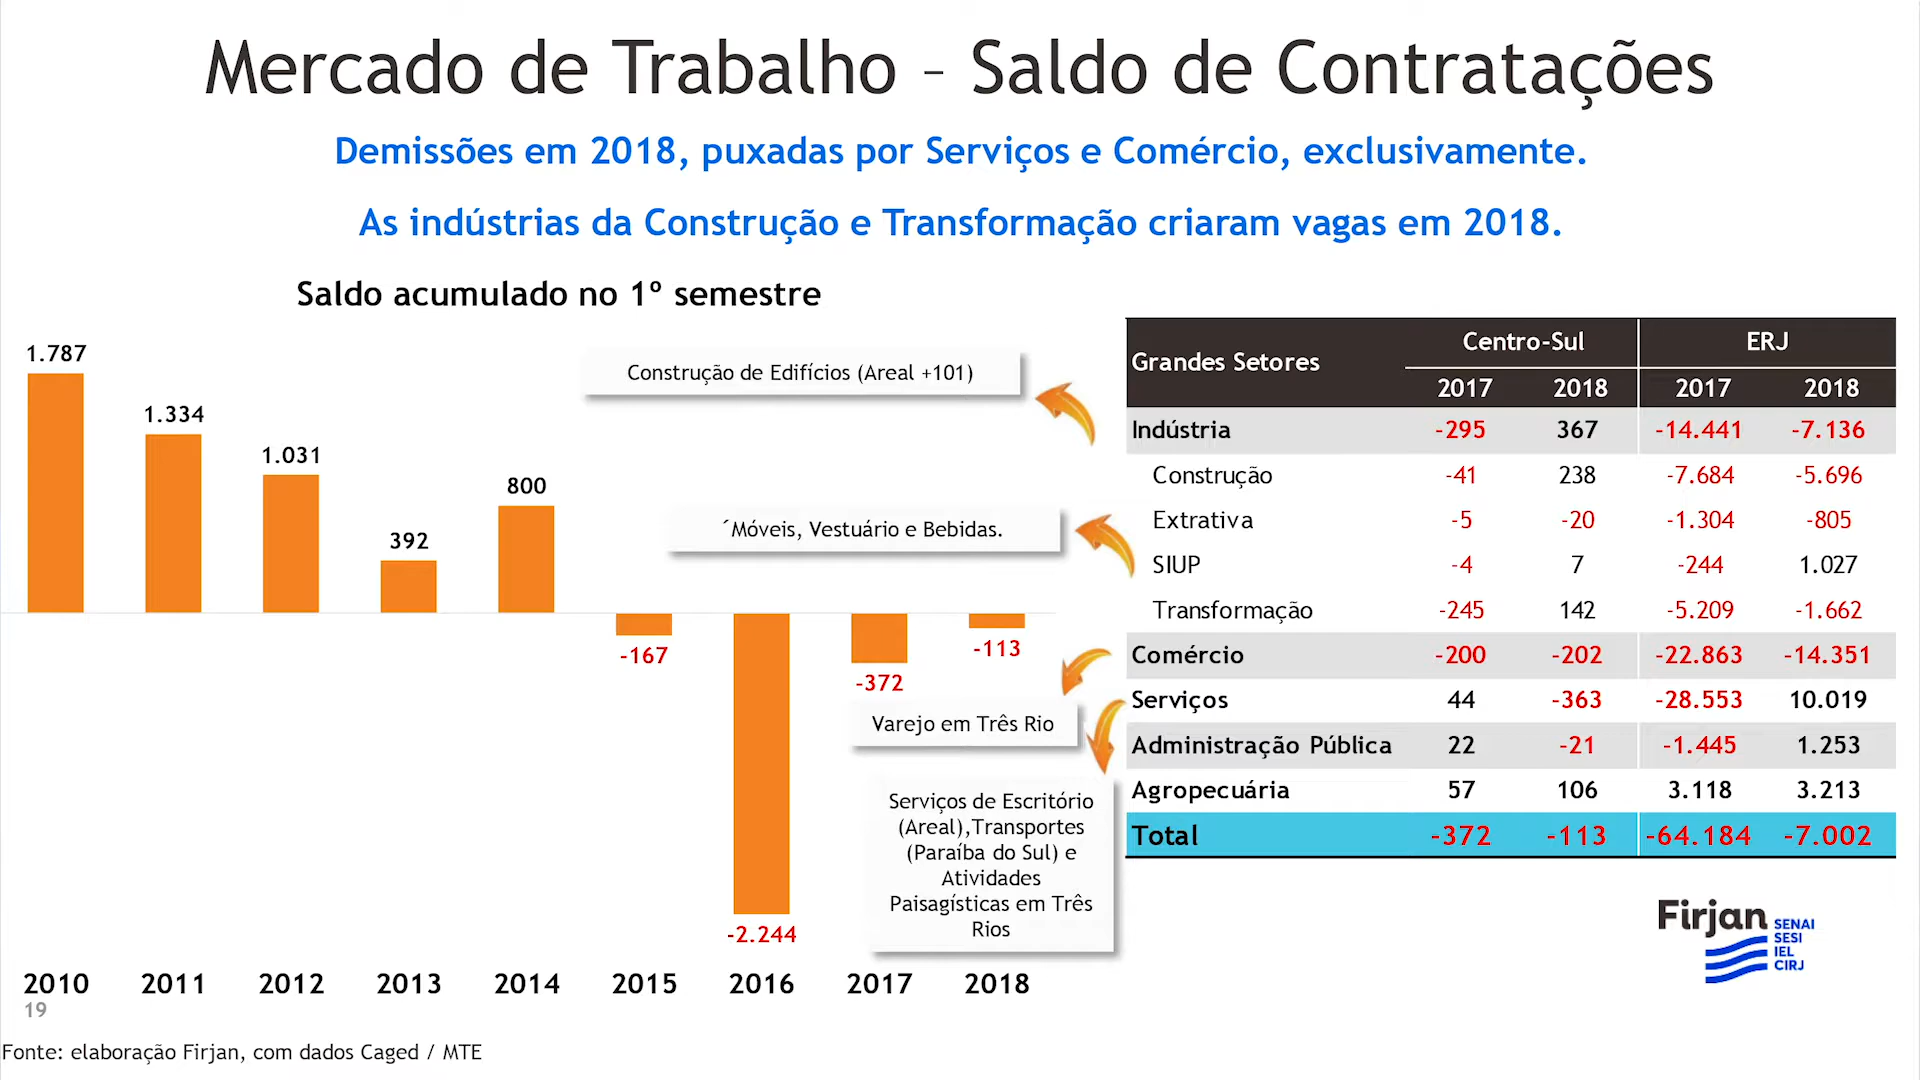 Mercado de Trabalho – Saldo de Contratações
Demissões em 2018, puxadas por Serviços e Comércio, exclusivamente.
As indústrias da Construção e Transformação criaram vagas em 2018.
Saldo acumulado no 1º semestre
1.787
1.334
1.031
392
800
-167
-2.244
-372
-113
2010 2011 2012 2013 2014 2015 2016 2017 2018
Construção de Edifícios (Areal +101)
´Móveis, Vestuário e Bebidas.
Varejo em Três Rio
Serviços de Escritório
(Areal),Transportes
(Paraíba do Sul) e
Atividades
Paisagísticas em Três
Rios
Grandes Setores Centro-Sul ERJ
2017 2018 2017 2018
Indústria -295 367 -14.441 -7.136
Construção -41 238 -7.684 -5.696
Extrativa -5 -20 -1.304 -805
SIUP -4 7 -244 1.027
Transformação -245 142 -5.209 -1.662
Comércio -200 -202 -22.863 -14.351
Serviços 44 -363 -28.553 10.019
Administração Pública 22 -21 -1.445 1.253
Agropecuária 57 106 3.118 3.213
Total -372 -113 -64.184 -7.002
Firjan
SENAI
SESI
IEL
CIRJ
19
Fonte: elaboração Firjan, com dados Caged / MTE